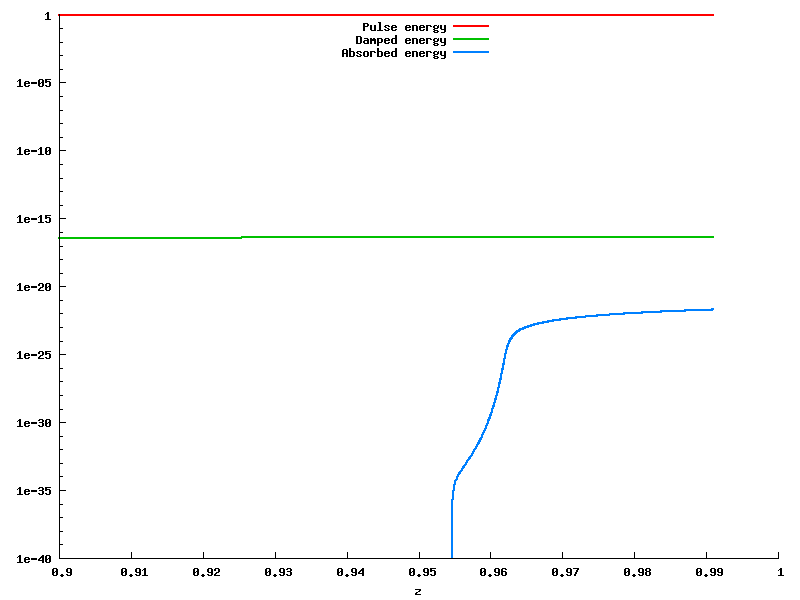 1
Pulse energy
Damped energy
Absorbed energy
1e-05
1e-10
1e-15
1e-20
1e-25
1e-30
1e-35
1e-40
0.9 0.91 0.92 0.93 0.94 0.95 0.96 0.97 0.98 0.99 1
z